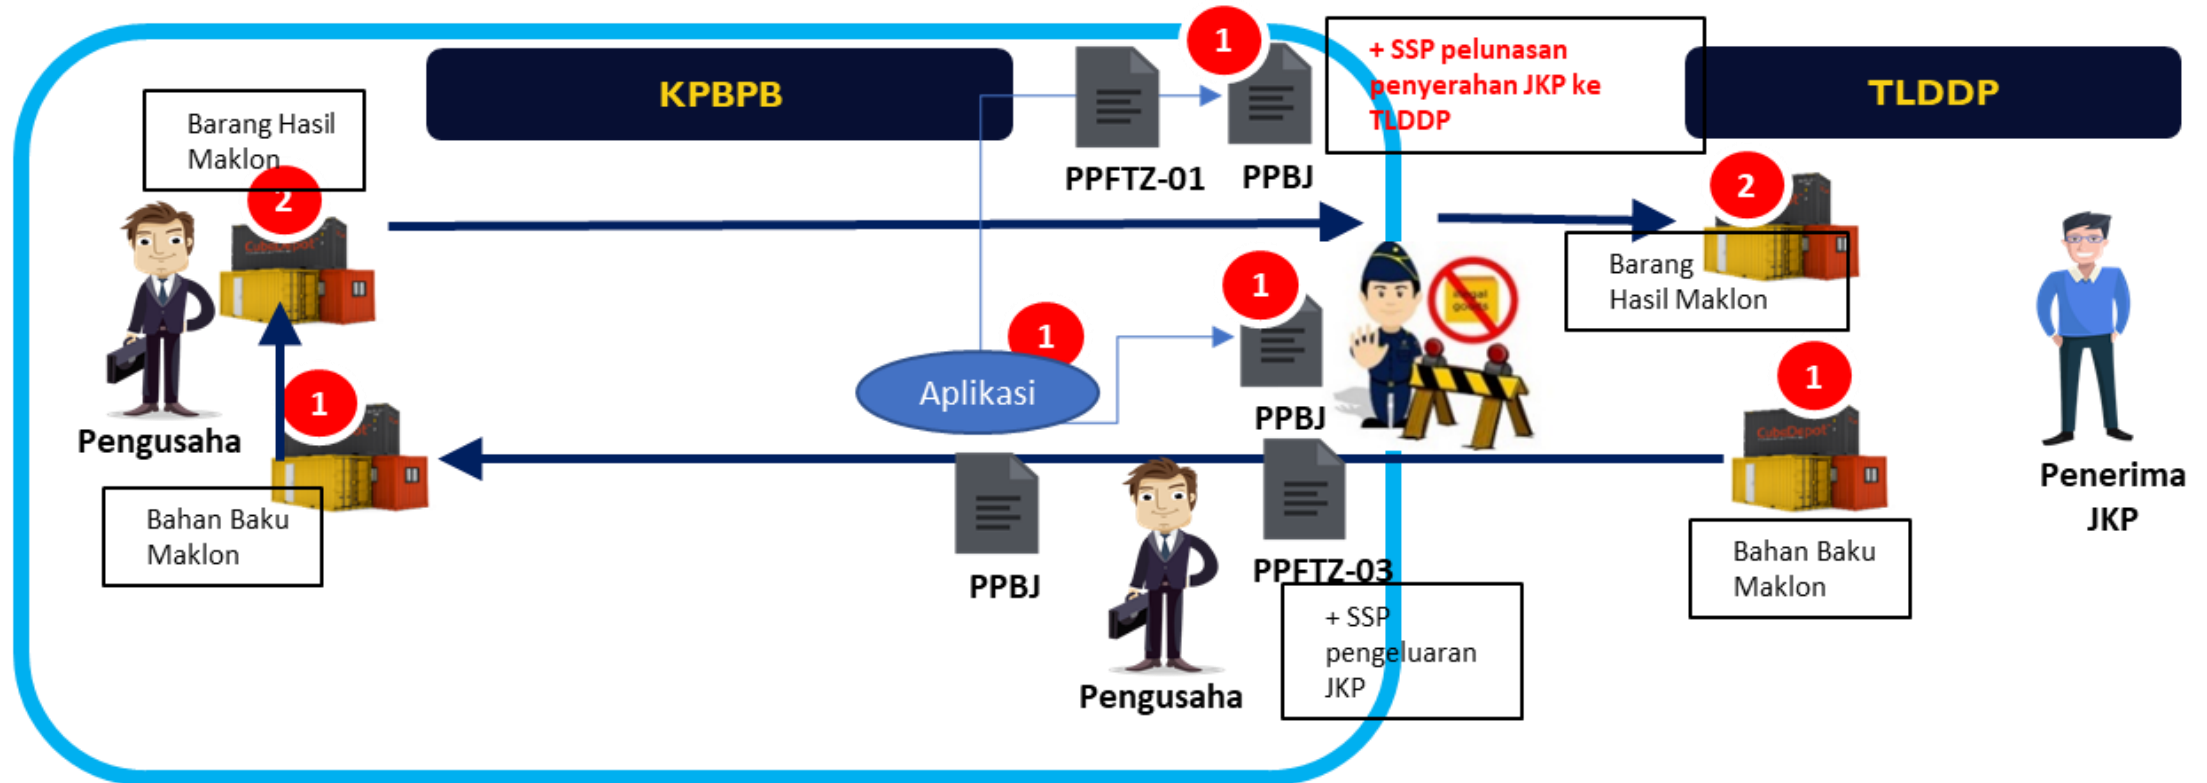 1
+ SSP pelunasan
penyerahan JKP ke
TLDDP
KPBPB
TLDDP
Barang Hasil
Maklon
PPFTZ-01
PPBJ
2
CubeDepot
2
Barang
Hasil Maklon
1
PPBJ
1
Aplikasi
1
Pengusaha
Bahan Baku
Maklon
PPBJ
Pengusaha
PPFTZ-03
+ SSP
pengeluaran
JKP
1
CubeDepot
Bahan Baku
Maklon
Penerima
JKP